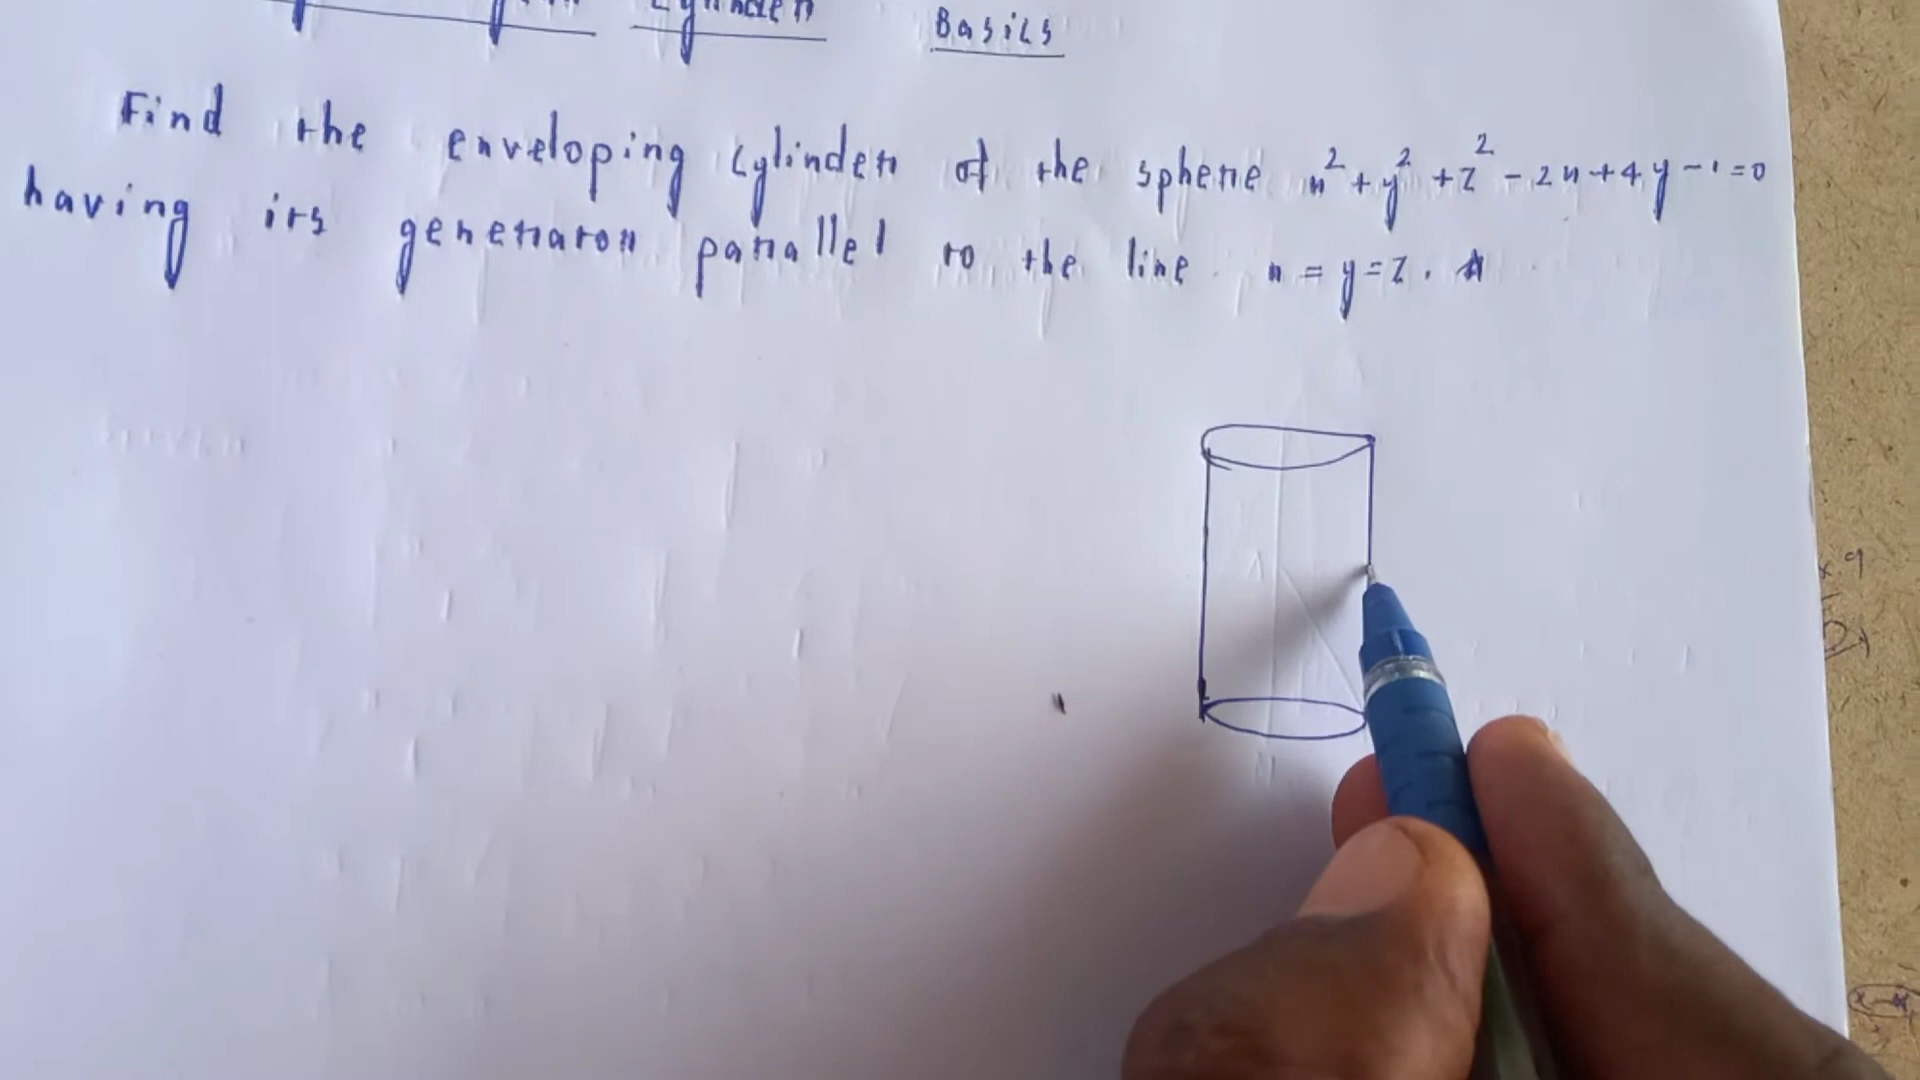 Basics
Find the enveloping cylinder of the sphere x² + y² + z² - 2x + 4y - 1 = 0
having its generator parallel to the line x = y = z.